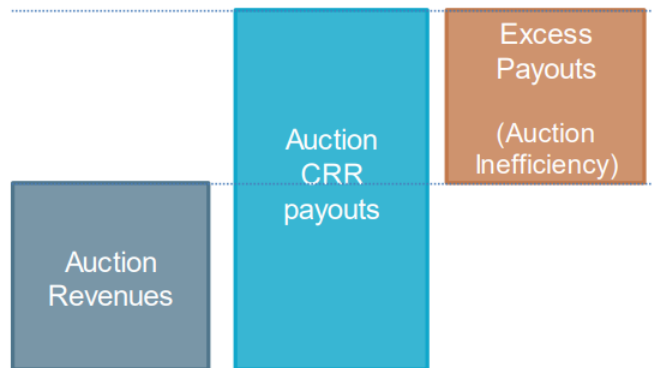 Auction
Revenues
Auction
CRR
payouts
Excess
Payouts
(Auction
Inefficiency)